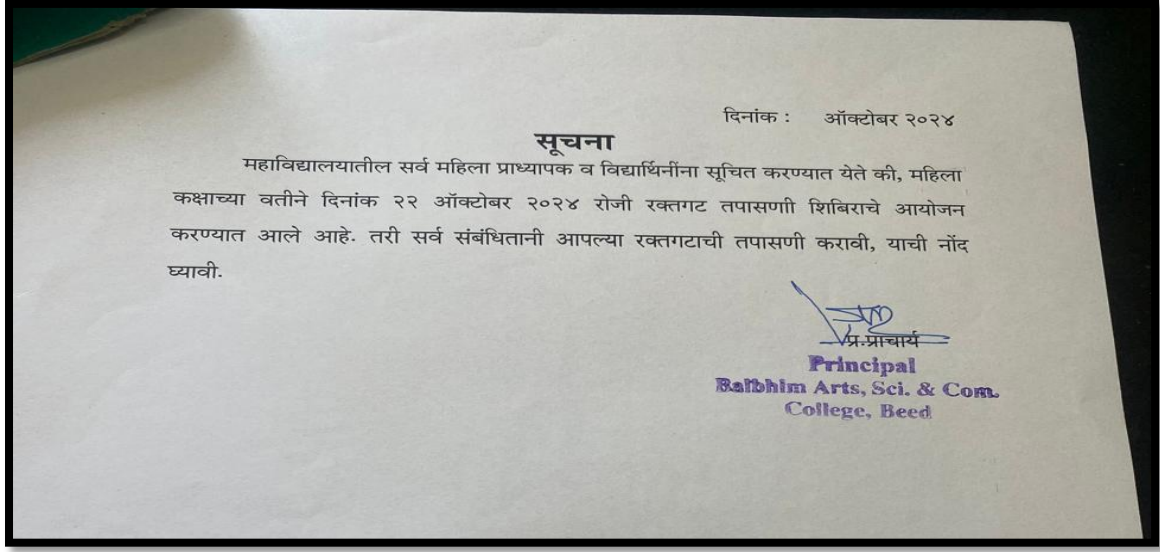 दिनांक :    ऑक्टोबर २०२४
सूचना
महाविद्यालयातील सर्व महिला प्राध्यापक व विद्यार्थिनींना सूचित करण्यात येते की, महिला
कक्षाच्या वतीने दिनांक २२ ऑक्टोबर २०२४ रोजी रक्तगट तपासणाी शिबिराचे आयोजन
करण्यात आले आहे. तरी सर्व संबंधितानी आपल्या रक्तगटाची तपासणी करावी, याची नोंद
घ्यावी.
प्र.प्राचार्य
Principal
Balbhim Arts, Sci. & Com.
College, Beed